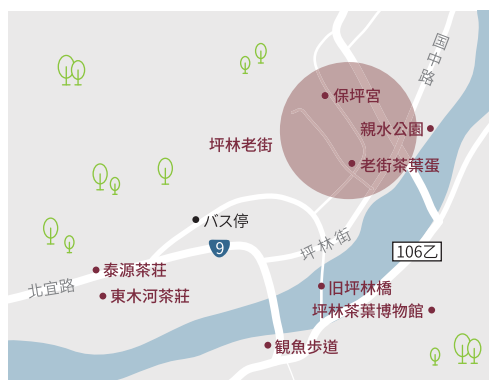 国中路
保坪宮
親水公園
坪林老街
老街茶葉蛋
バス停
坪林街
9
106乙
泰源茶荘
北宜路
旧坪林橋
東木河茶莊
坪林茶葉博物館
観魚歩道